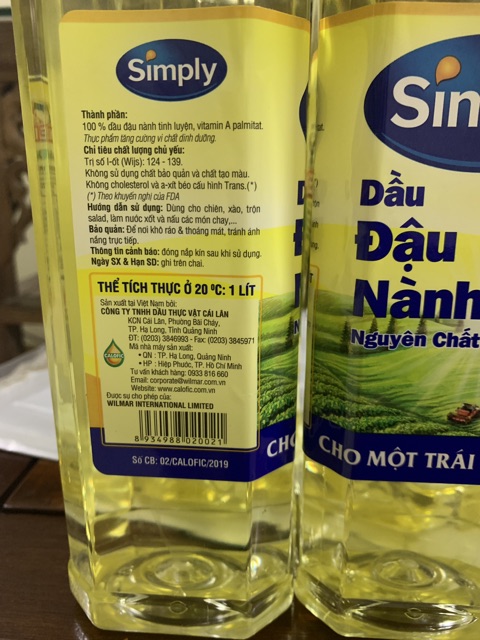 Simply
Thành phần:
100 % dầu đậu nành tinh luyện, vitamin A palmitat.
Thực phẩm tăng cường vi chất dinh dưỡng.
Chỉ tiêu chất lượng chủ yếu:
Trị số I-ốt (Wijs): 124 - 139.
Không sử dụng chất bảo quản và chất tạo màu.
Không cholesterol và a-xít béo cấu hình Trans.(*)
(*) Theo khuyến nghị của FDA
Hướng dẫn sử dụng: Dùng cho chiên, xào, trộn
salad, làm nước xốt và nấu các món chay,...
Bảo quản: Để nơi khô ráo & thoáng mát, tránh ánh
nắng trực tiếp.
Thông tin cảnh báo: đóng nắp kín sau khi sử dụng.
Ngày SX & Hạn SD: ghi trên chai.
THỂ TÍCH THỰC Ở 20 ºC: 1 LÍT
Sản xuất tại Việt Nam bởi:
CÔNG TY TNHH DẦU THỰC VẬT CÁI LÂN
KCN Cái Lân, Phường Bãi Cháy,
TP. Hạ Long, Tỉnh Quảng Ninh
ĐT: (0203) 3846993 - Fax: (0203) 3845971
Mã nhà máy sản xuất:
• QN : TP. Hạ Long, Quảng Ninh
• HP : Hiệp Phước, TP. Hồ Chí Minh
Tư vấn khách hàng: 0933 816 660
Email: corporate@wilmar.com.vn
Website: www.calofic.com.vn
CALOFIC
Được sự cho phép của:
WILMAR INTERNATIONAL LIMITED
8 934988 020021
Số CB: 02/CALOFIC/2019
CHO
Sim
Dầu
Đậu
Nành
Nguyên Chất
CHO MỘT TRÁI